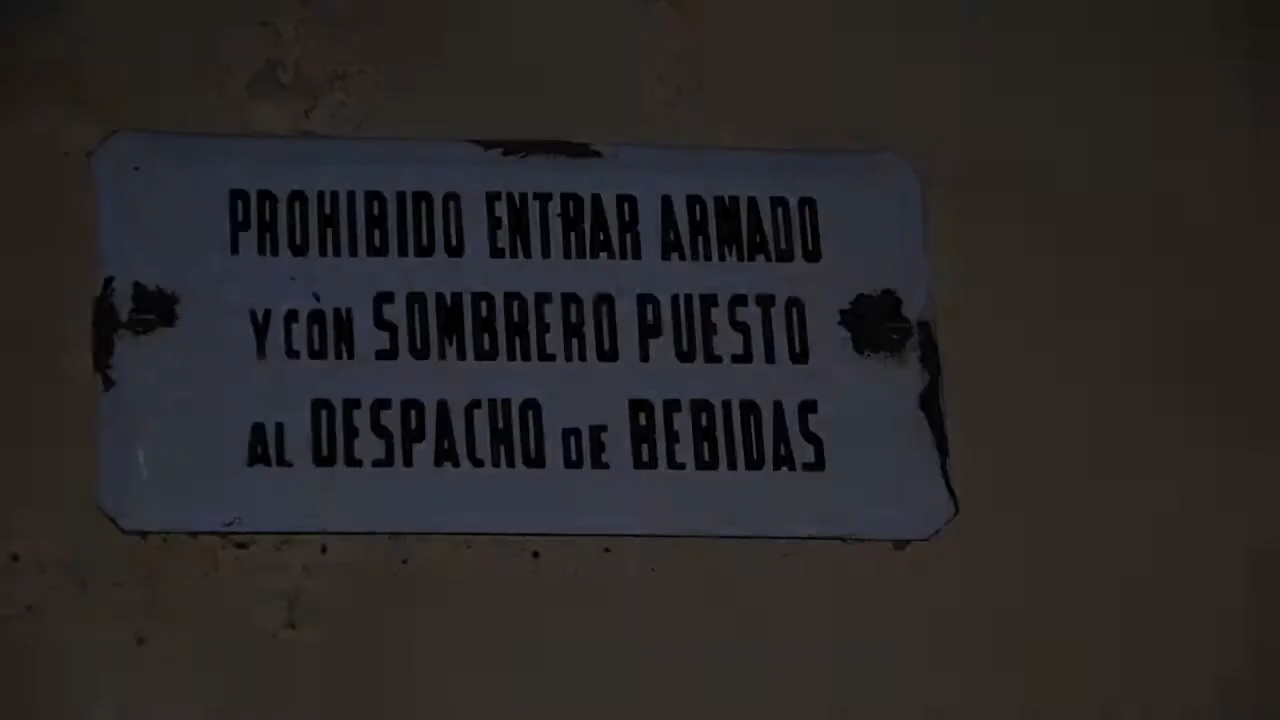 PROHIBIDO ENTRAR ARMADO
Y CON SOMBRERO PUESTO
AL DESPACHO DE BEBIDAS